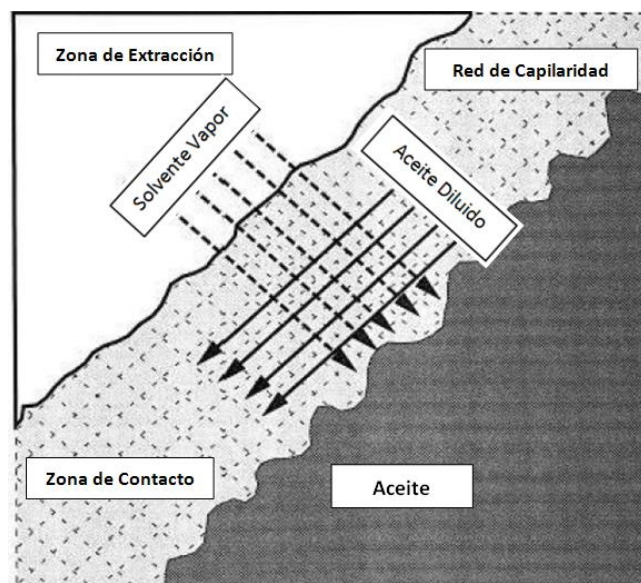 Zona de Extracción
Red de Capilaridad
Solvente Vapor
Aceite Diluido
Zona de Contacto
Aceite